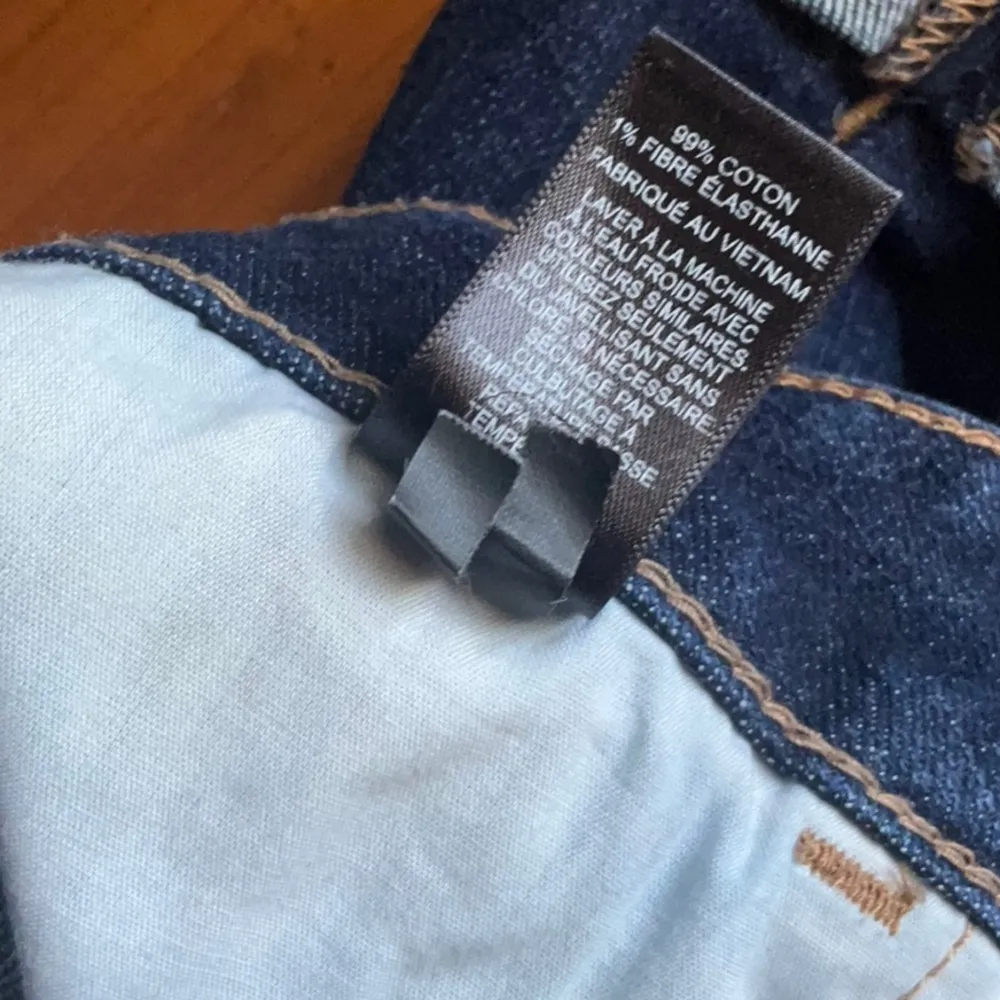 99% COTON
1% FIBRE ÉLASTHANNE
FABRIQUÉ AU VIETNAM
LAVER À LA MACHINE
À L'EAU FROIDE AVEC
COULEURS SIMILAIRES.
UTILISEZ SEULEMENT
DU JAVELLISANT SANS
CHLORE SI NÉCESSAIRE.
SÉCHAGE PAR
CULBUTAGE À